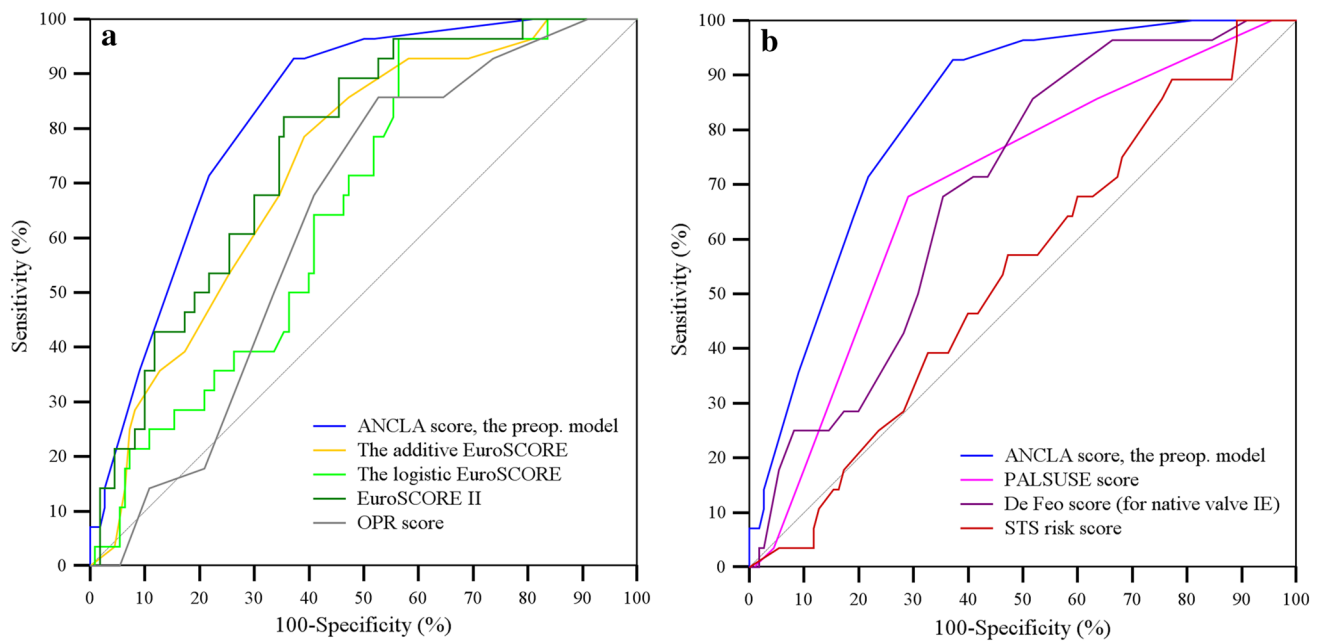 a
100
90
80
70
60
50
40
30
20
10
0
Sensitivity (%)
ANCLA score, the preop. model
The additive EuroSCORE
The logistic EuroSCORE
EuroSCORE II
OPR score
0 10 20 30 40 50 60 70 80 90 100
100-Specificity (%)
b
100
90
80
70
60
50
40
30
20
10
0
Sensitivity (%)
ANCLA score, the preop. model
PALSUSE score
De Feo score (for native valve IE)
STS risk score
0 10 20 30 40 50 60 70 80 90 100
100-Specificity (%)